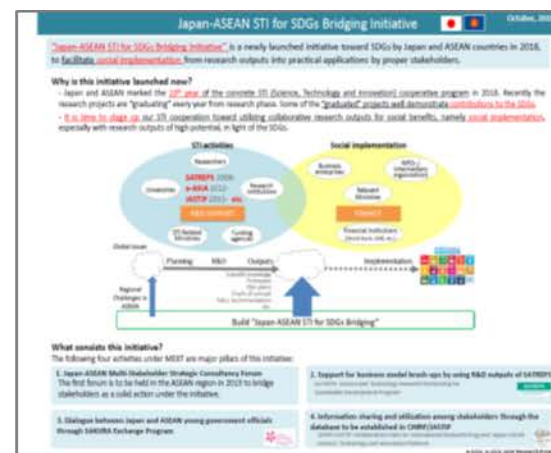 Japan-ASEAN STI for SDGs Bridging Initiative
October, 201
"Japan-ASEAN STI for SDGs Bridging Initiative" is a newly launched initiative toward SDGs by Japan and ASEAN countries in 2018,
to facilitate social implementation from research outputs into practical applications by proper stakeholders.
Why is this initiative launched now?
- Japan and ASEAN marked the 10th year of the concrete STI (Science, Technology and Innovation) cooperative program in 2018. Recently the
research projects are "graduating" every year from research phase. Some of the "graduated" projects well demonstrate contributions to the SDGs.
- It is time to stage up our STI cooperation toward utilizing collaborative research outputs for social benefits, namely social implementation,
especially with research outputs of high potential, in light of the SDGs.
STI activities
Social implementation
Researchers
Universities
SATREPS 2008-
e-ASIA 2012-
JASTIP 2015- etc
Research
Institutions
STI Related
Ministries
Funding
agencies
Business
enterprises
NPOs /
Intermediary
organizations
Relevant
Ministries
Financial Institutions
Global Issues
Planning
R&D
Outputs
Implementation
Regional
Challenges in
ASEAN
Build "Japan-ASEAN STI for SDGs Bridging"
What consists this initiative?
The following four activities under MEXT are major pillars of this initiative:
1. Japan-ASEAN Multi-Stakeholder Strategic Consultancy Forum
The first forum is to be held in the ASEAN region in 2019 to bridge
stakeholders as a solid action under the initiative.
2. Support for business model brush-ups by using R&D outputs of SATREPS
3. Dialogue between Japan and ASEAN young government officials
through SAKURA Exchange Program
4. Information sharing and utilization among stakeholders through the
database to be established in CHIRF/JASTIP